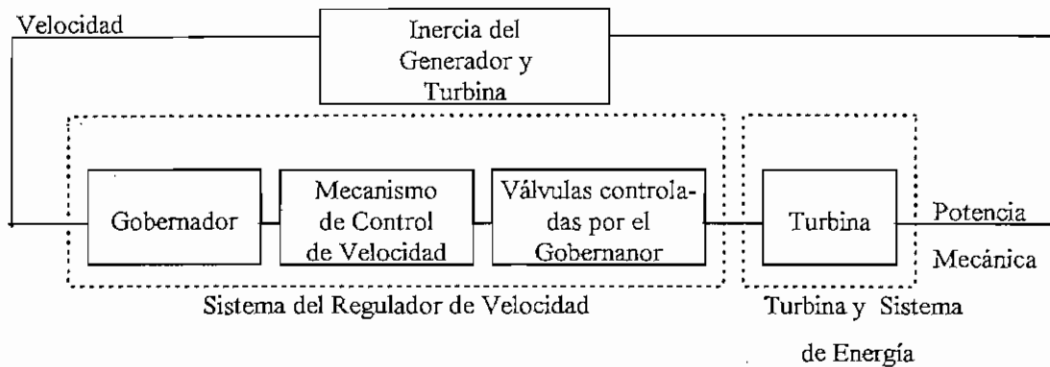 Velocidad
Inercia del
Generador y
Turbina
Gobernador
Mecanismo
de Control
de Velocidad
Válvulas controla-
das por el
Gobernanor
Turbina
Potencia
Mecánica
Sistema del Regulador de Velocidad
Turbina y Sistema
de Energía